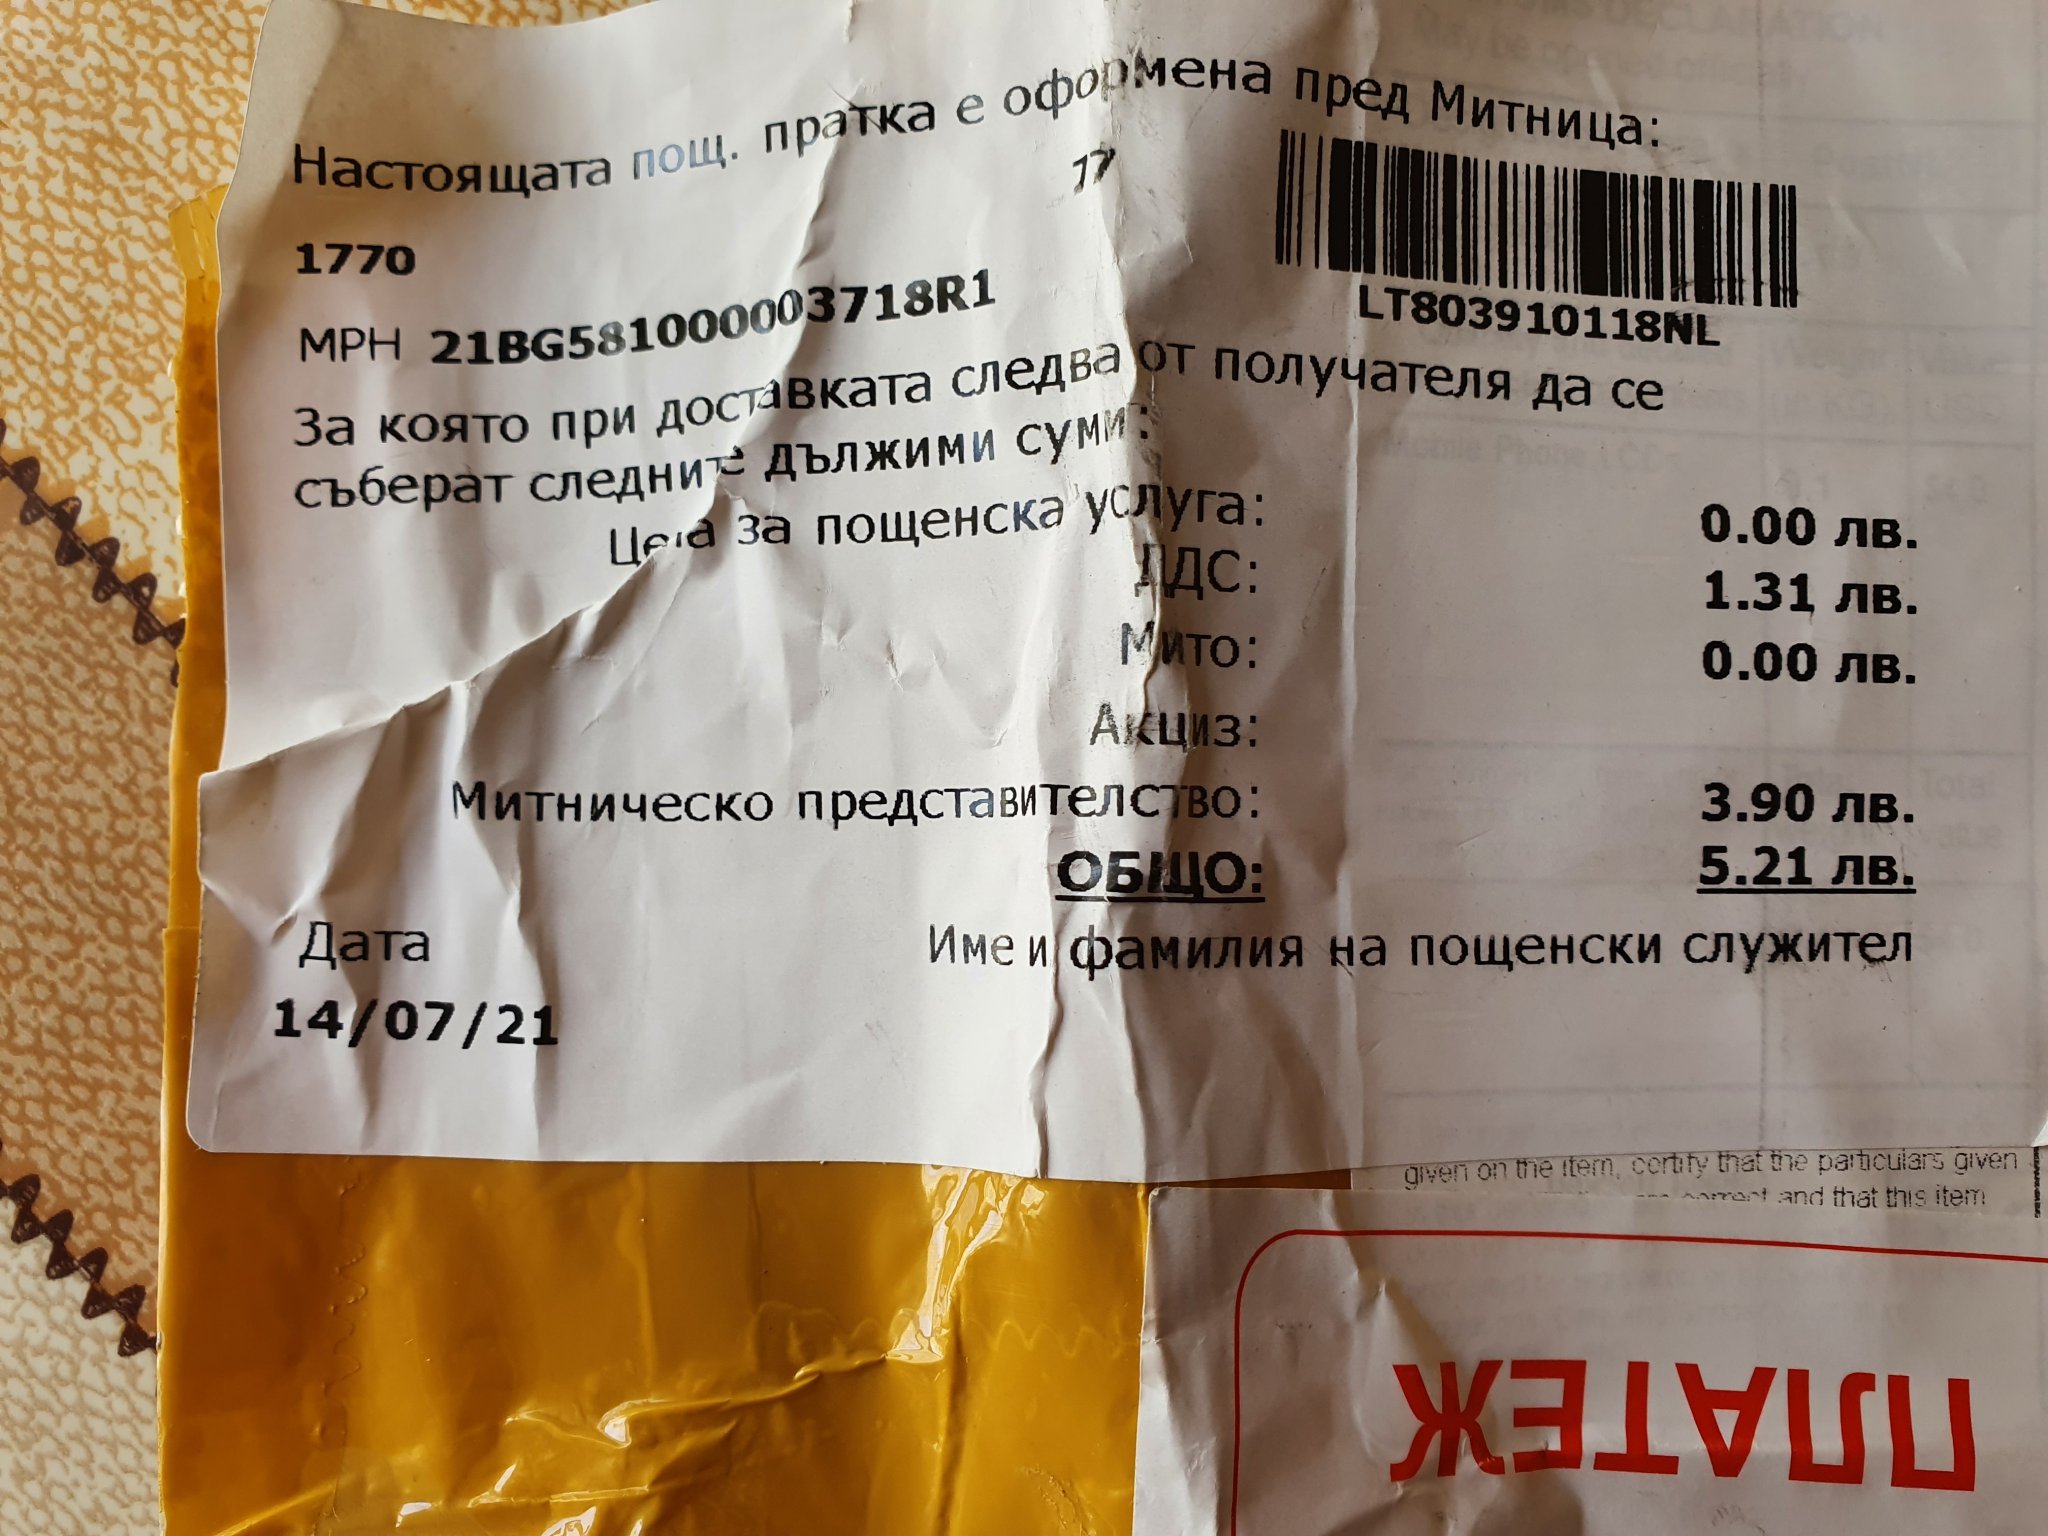 Настоящата пощ. пратка е оформена пред Митница:
17
1770
МРН 21BG581000003718R1
LT803910118NL
За която при доставката следва от получателя да се
съберат следните дължими суми:
Цена за пощенска услуга: 0.00 лв.
ДДС: 1.31 лв.
Мито: 0.00 лв.
Акциз:
Митническо представителство: 3.90 лв.
ОБЩО: 5.21 лв.
Дата Име и фамилия на пощенски служител
14/07/21
given on the item, certify that the particulars given
correct and that this item
ПЛАТЕЖ